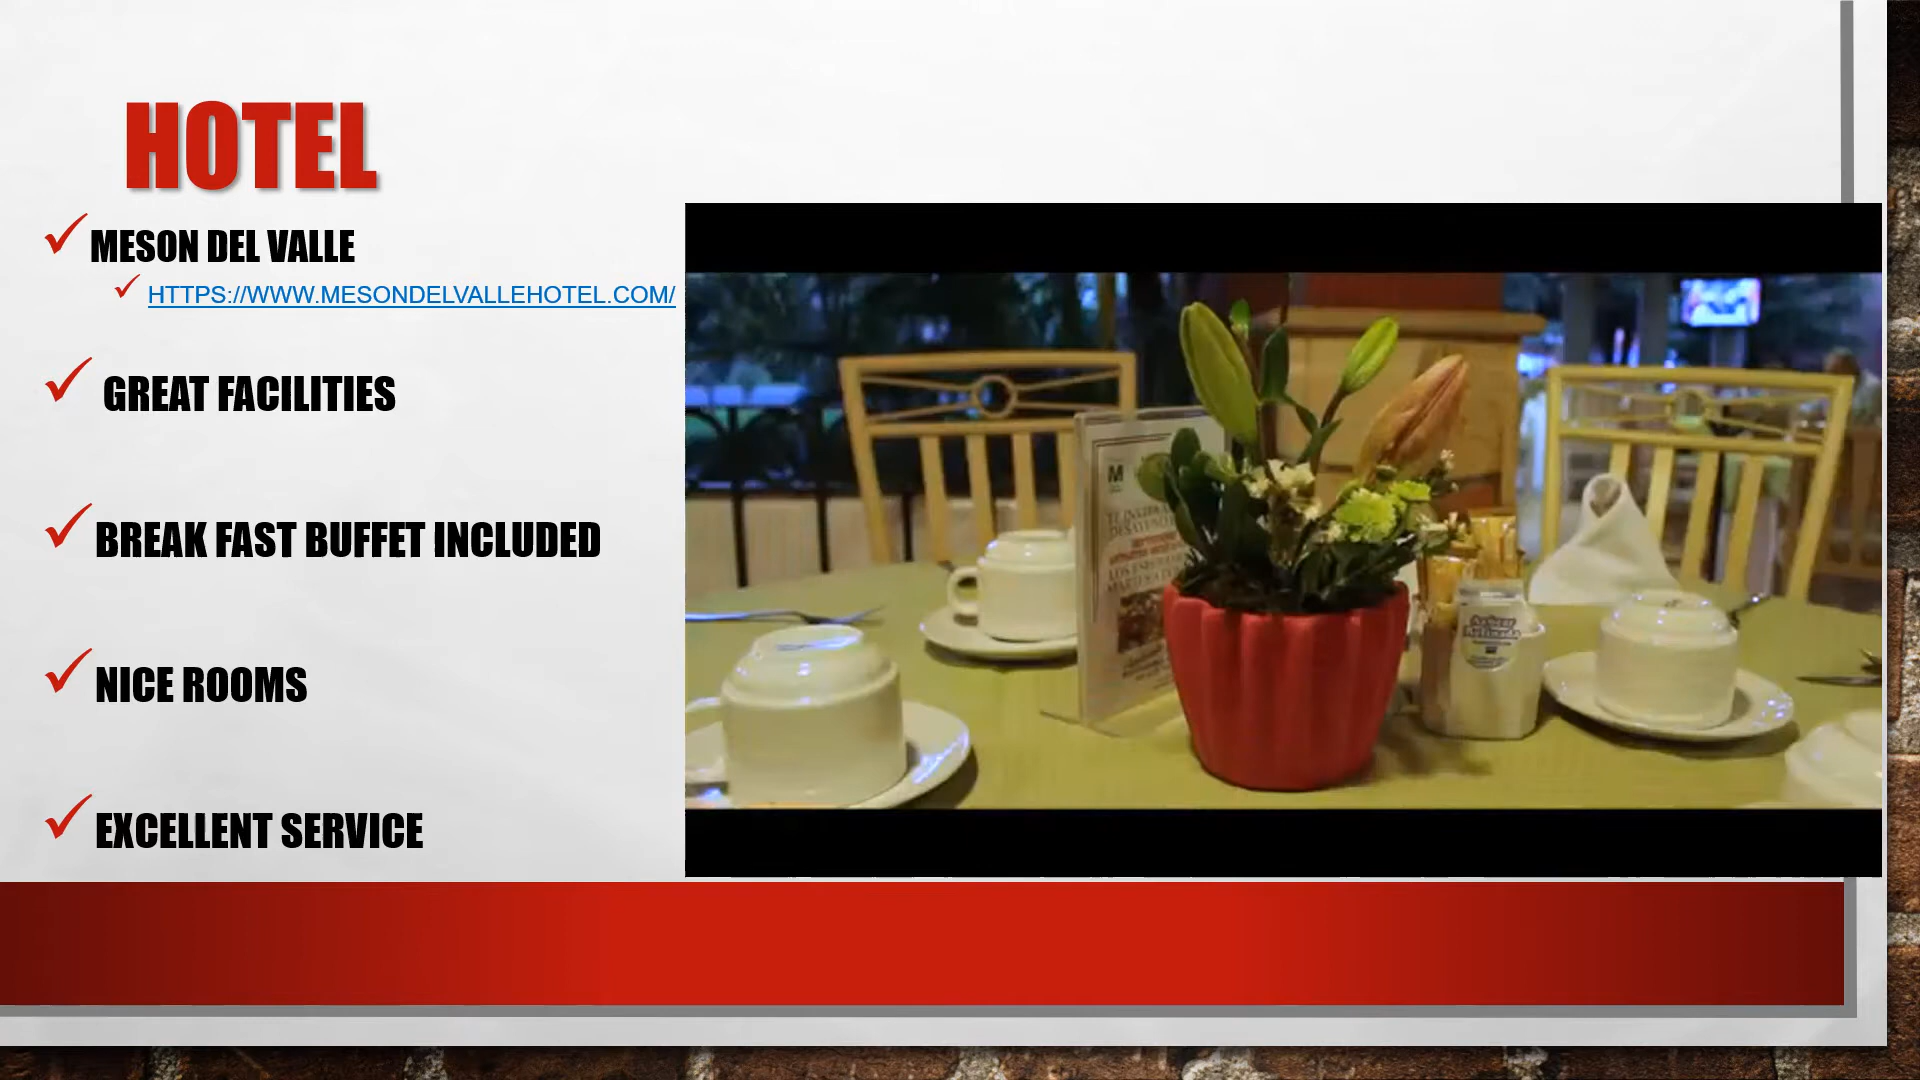 HOTEL
MESON DEL VALLE
HTTPS://WWW.MESONDELVALLEHOTEL.COM/
GREAT FACILITIES
BREAK FAST BUFFET INCLUDED
NICE ROOMS
EXCELLENT SERVICE
M